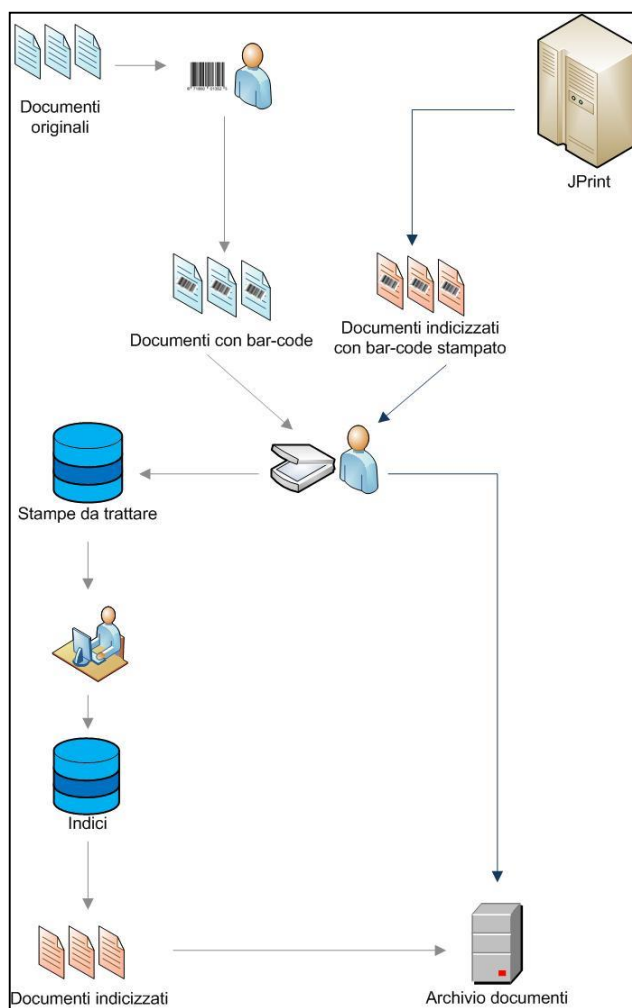 Documenti
originali
JPrint
Documenti con bar-code
Documenti indicizzati
con bar-code stampato
Stampe da trattare
Indici
Documenti indicizzati
Archivio documenti